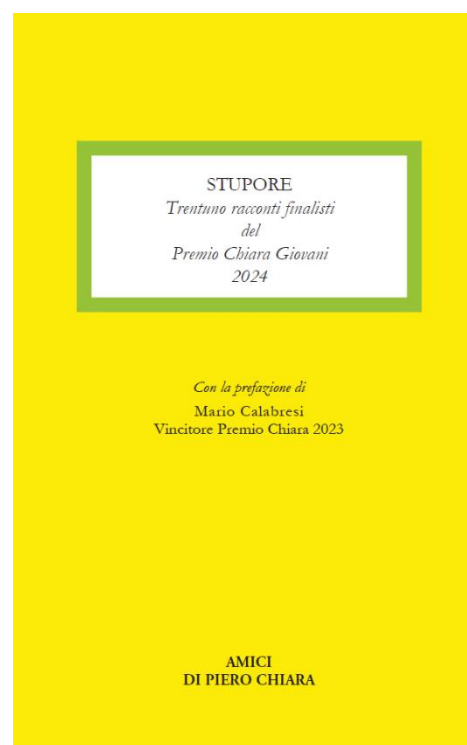 STUPORE
Trentuno racconti finalisti
del
Premio Chiara Giovani
2024
Con la prefazione di
Mario Calabresi
Vincitore Premio Chiara 2023
AMICI
DI PIERO CHIARA